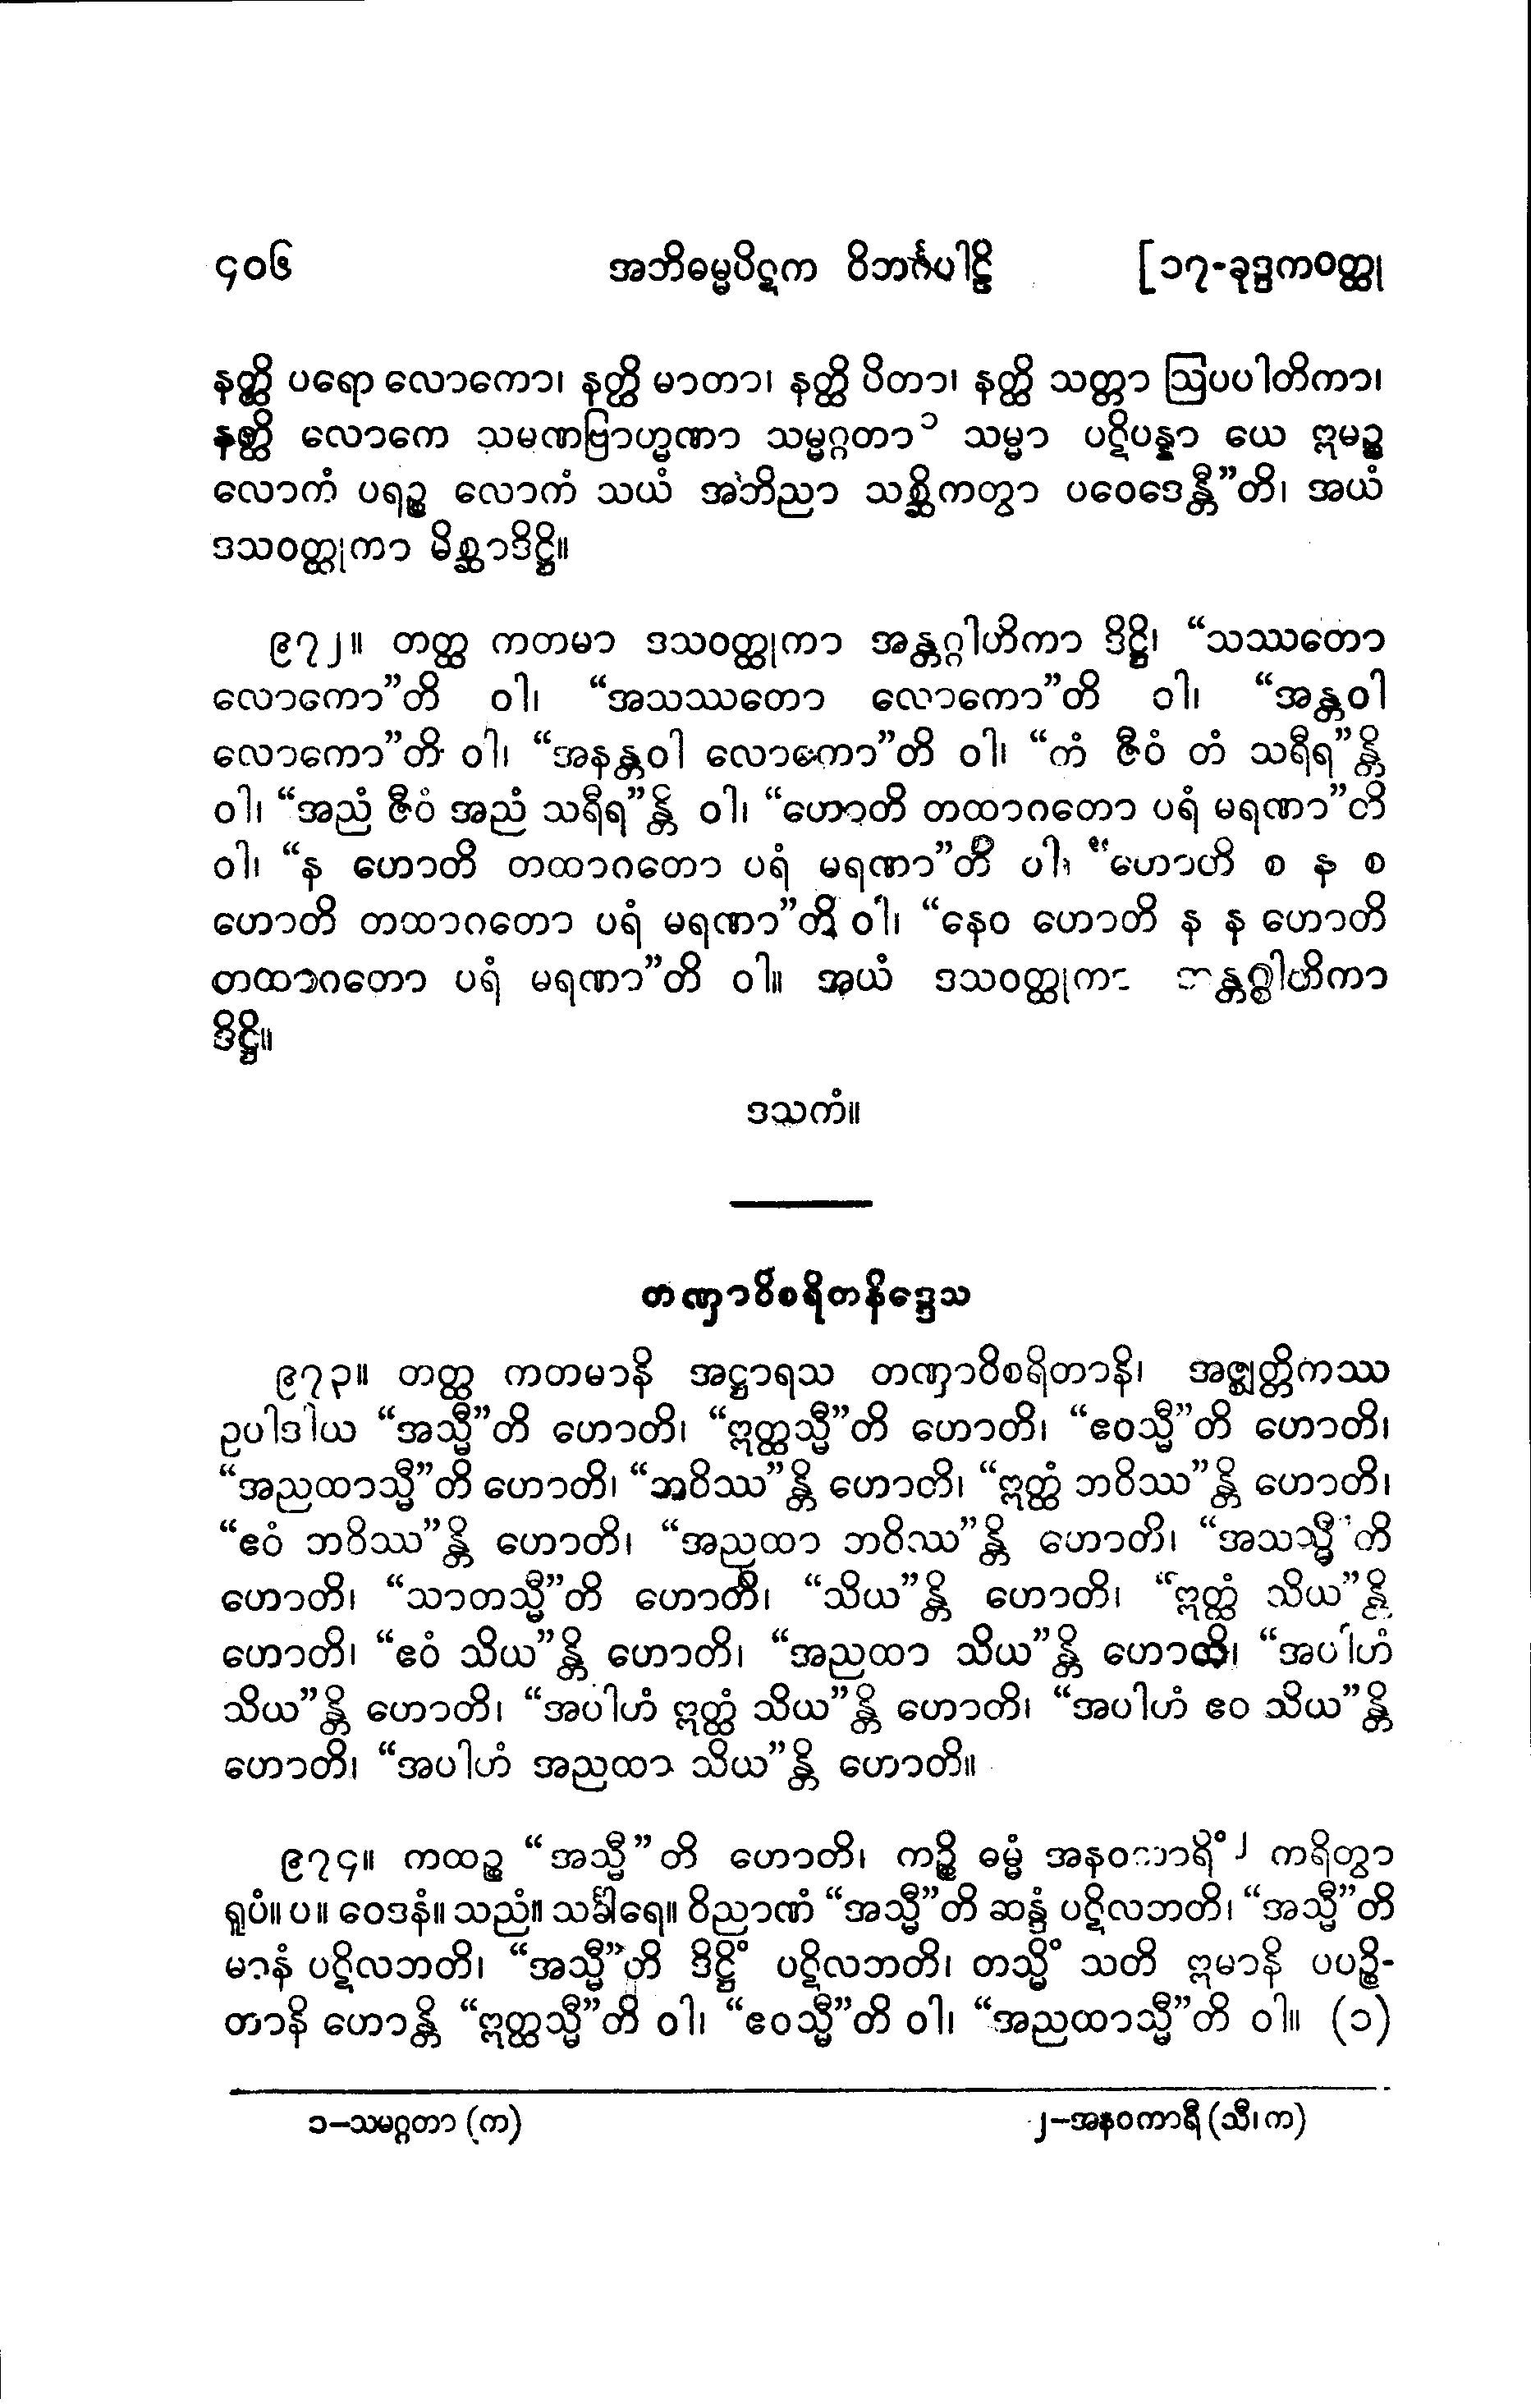 ၄၀၆ အဘိဓမ္မပိဋက ဝိဘင်္ဂပါဠိ [၁၇-ခုဒ္ဒကဝတ္ထု
နတ္ထိ ပရော လောကော၊ နတ္ထိ မာတာ၊ နတ္ထိ ပိတာ၊ နတ္ထိ သတ္တာ ဩပပါတိကာ၊
နတ္ထိ လောကေ သမဏဗြာဟ္မဏာ သမ္မဂ္ဂတာ၁ သမ္မာ ပဋိပန္နာ ယေ ဣမဉ္စ
လောကံ ပရဉ္စ လောကံ သယံ အဘိညာ သစ္ဆိကတွာ ပဝေဒေန္တီ”တိ၊ အယံ
ဒသဝတ္ထုကာ မိစ္ဆာဒိဋ္ဌိ။
၉၇၂။ တတ္ထ ကတမာ ဒသဝတ္ထုကာ အန္တဂ္ဂါဟိကာ ဒိဋ္ဌိ၊ “သဿတော
လောကော”တိ ဝါ၊ “အသဿတော လောကော”တိ ဝါ၊ “အန္တဝါ
လောကော”တိ ဝါ၊ “အနန္တဝါ လောကော”တိ ဝါ၊ “တံ ဇီဝံ တံ သရီရ”န္တိ
ဝါ၊ “အညံ ဇီဝံ အညံ သရီရ”န္တိ ဝါ၊ “ဟောတိ တထာဂတော ပရံ မရဏာ”တိ
ဝါ၊ “န ဟောတိ တထာဂတော ပရံ မရဏာ”တိ ဝါ၊ “ဟောတိ စ န စ
ဟောတိ တထာဂတော ပရံ မရဏာ”တိ ဝါ၊ “နေဝ ဟောတိ န န ဟောတိ
တထာဂတော ပရံ မရဏာ”တိ ဝါ။ အယံ ဒသဝတ္ထုကာ အန္တဂ္ဂါဟိကာ
ဒိဋ္ဌိ။
ဒသကံ။
တဏှာဝိစရိတနိဒ္ဒေသ
၉၇၃။ တတ္ထ ကတမာနိ အဋ္ဌာရသ တဏှာဝိစရိတာနိ၊ အဇ္ဈတ္တိကဿ
ဥပါဒါယ “အသ္မီ”တိ ဟောတိ၊ “ဣတ္ထသ္မီ”တိ ဟောတိ၊ “ဧဝသ္မီ”တိ ဟောတိ၊
“အညထာသ္မီ”တိ ဟောတိ၊ “ဘဝိဿ”န္တိ ဟောတိ၊ “ဣတ္ထံ ဘဝိဿ”န္တိ ဟောတိ၊
“ဧဝံ ဘဝိဿ”န္တိ ဟောတိ၊ “အညထာ ဘဝိဿ”န္တိ ဟောတိ၊ “အသသ္မီ”တိ
ဟောတိ၊ “သာတသ္မီ”တိ ဟောတိ၊ “သိယ”န္တိ ဟောတိ၊ “ဣတ္ထံ သိယ”န္တိ
ဟောတိ၊ “ဧဝံ သိယ”န္တိ ဟောတိ၊ “အညထာ သိယ”န္တိ ဟောတိ၊ “အပါဟံ
သိယ”န္တိ ဟောတိ၊ “အပါဟံ ဣတ္ထံ သိယ”န္တိ ဟောတိ၊ “အပါဟံ ဧဝ သိယ”န္တိ
ဟောတိ၊ “အပါဟံ အညထာ သိယ”န္တိ ဟောတိ။
၉၇၄။ ကထဉ္စ “အသ္မီ”တိ ဟောတိ၊ ကဉ္စိ ဓမ္မံ အနဝကာရိံ၂ ကရိတွာ
ရူပံ။ပ။ ဝေဒနံ။ သညံ။ သင်္ခါရေ။ ဝိညာဏံ “အသ္မီ”တိ ဆန္ဒံ ပဋိလဘတိ၊ “အသ္မီ”တိ
မာနံ ပဋိလဘတိ၊ “အသ္မီ”တိ ဒိဋ္ဌိံ ပဋိလဘတိ၊ တသ္မိံ သတိ ဣမာနိ ပပဉ္စိ-
တာနိ ဟောန္တိ “ဣတ္ထသ္မီ”တိ ဝါ၊ “ဧဝသ္မီ”တိ ဝါ၊ “အညထာသ္မီ”တိ ဝါ။ (၁)
၁–သမဂ္ဂတာ (က) ၂–အနဝကာရီ (သီ၊က)